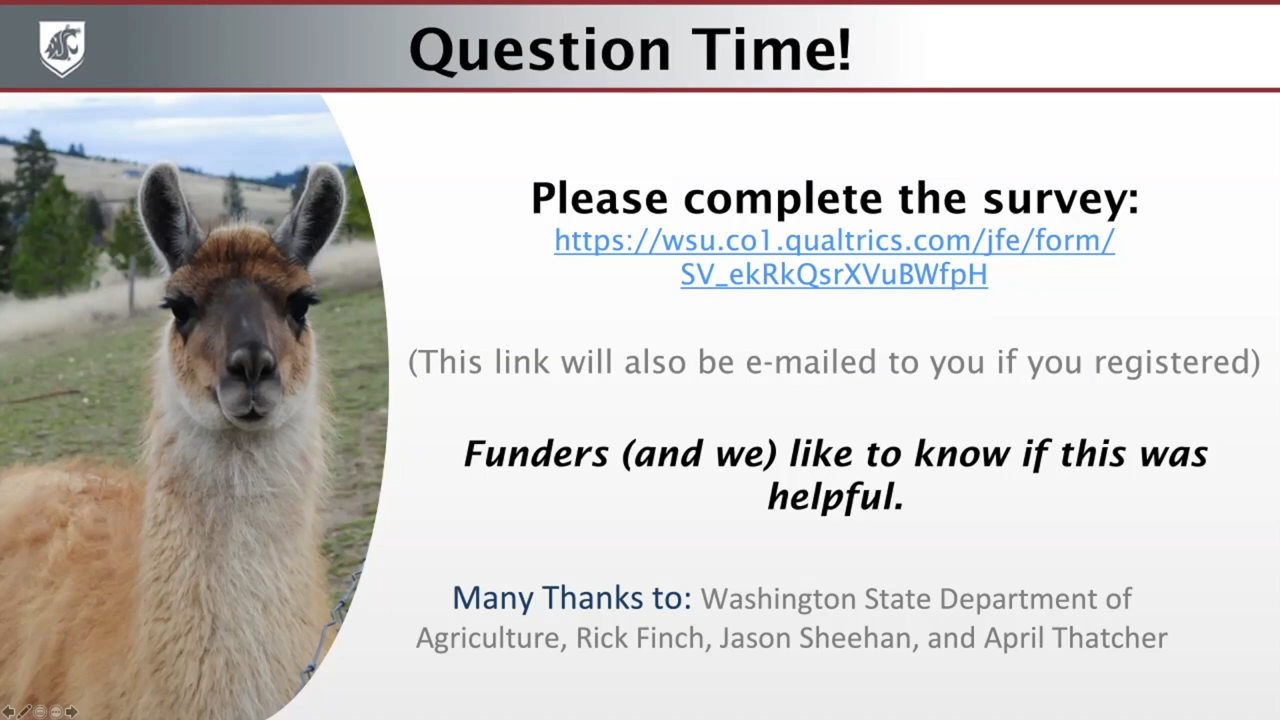 Question Time!
Please complete the survey:
https://wsu.co1.qualtrics.com/jfe/form/
SV_ekRkQsrXVuBWfpH
(This link will also be e-mailed to you if you registered)
Funders (and we) like to know if this was
helpful.
Many Thanks to: Washington State Department of
Agriculture, Rick Finch, Jason Sheehan, and April Thatcher